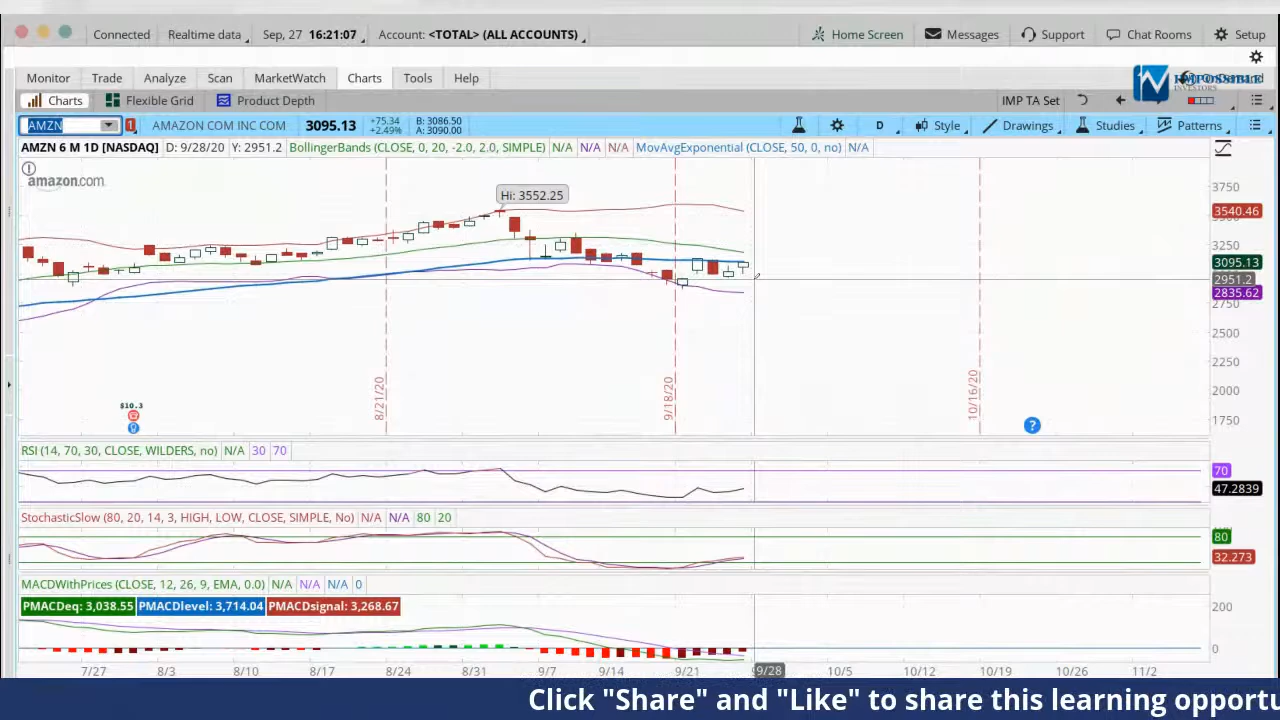 Connected Realtime data Sep, 27 16:21:07 Account: <TOTAL> (ALL ACCOUNTS) Home Screen Messages Support Chat Rooms Setup
Monitor Trade Analyze Scan MarketWatch Charts Tools Help
IMPOSSIBLE
INVESTORS
Charts Flexible Grid Product Depth IMP TA Set
AMZN 1 AMAZON COM INC COM 3095.13 +75.34 B: 3086.50 D Style Drawings Studies Patterns
+2.49% A: 3090.00
AMZN 6 M 1D [NASDAQ] D: 9/28/20 Y: 2951.2 BollingerBands (CLOSE, 0, 20, -2.0, 2.0, SIMPLE) N/A N/A N/A MovAvgExponential (CLOSE, 50, 0, no) N/A
amazon.com
Hi: 3552.25
3750
3540.46
3250
3095.13
2951.2
2835.62
2750
2500
2250
2000
1750
8/21/20
9/18/20
10/16/20
$10.3
?
RSI (14, 70, 30, CLOSE, WILDERS, no) N/A 30 70
70
47.2839
StochasticSlow (80, 20, 14, 3, HIGH, LOW, CLOSE, SIMPLE, No) N/A N/A 80 20
80
32.273
MACDWithPrices (CLOSE, 12, 26, 9, EMA, 0.0) N/A N/A N/A 0
PMACDeq: 3,038.55 PMACDlevel: 3,714.04 PMACDsignal: 3,268.67
200
0
7/27 8/3 8/10 8/17 8/24 8/31 9/7 9/14 9/21 9/28 10/5 10/12 10/19 10/26 11/2
Click "Share" and "Like" to share this learning opportu